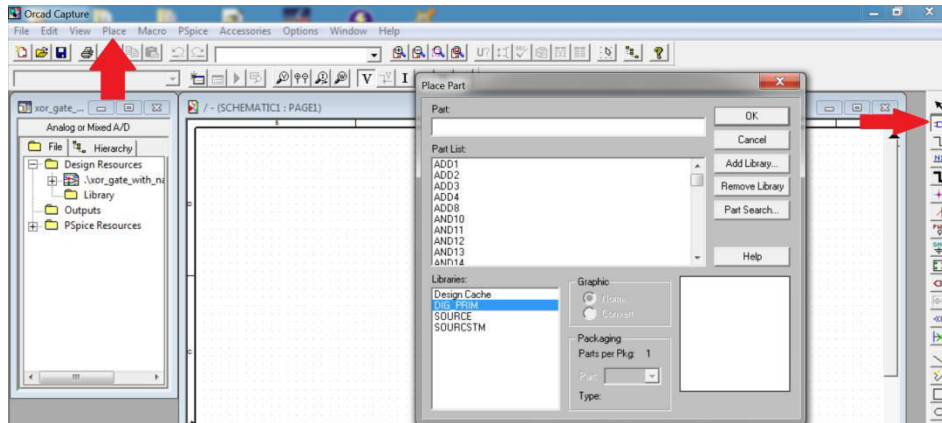 Orcad Capture
File Edit View Place Macro PSpice Accessories Options Window Help
U?
V I
xor_gate_...
/ - (SCHEMATIC1 : PAGE1)
Analog or Mixed A/D
File Hierarchy
Design Resources
.\xor_gate_with_na
Library
Outputs
PSpice Resources
5
Place Part
Part:
OK
Cancel
Part List:
Add Library...
Remove Library
Part Search...
Help
ADD1
ADD2
ADD3
ADD4
ADD8
AND10
AND11
AND12
AND13
AND14
Libraries:
Design Cache
DIG_PRIM
SOURCE
SOURCSTM
Graphic
Normal
Convert
Packaging
Parts per Pkg: 1
Part:
Type:
D
C